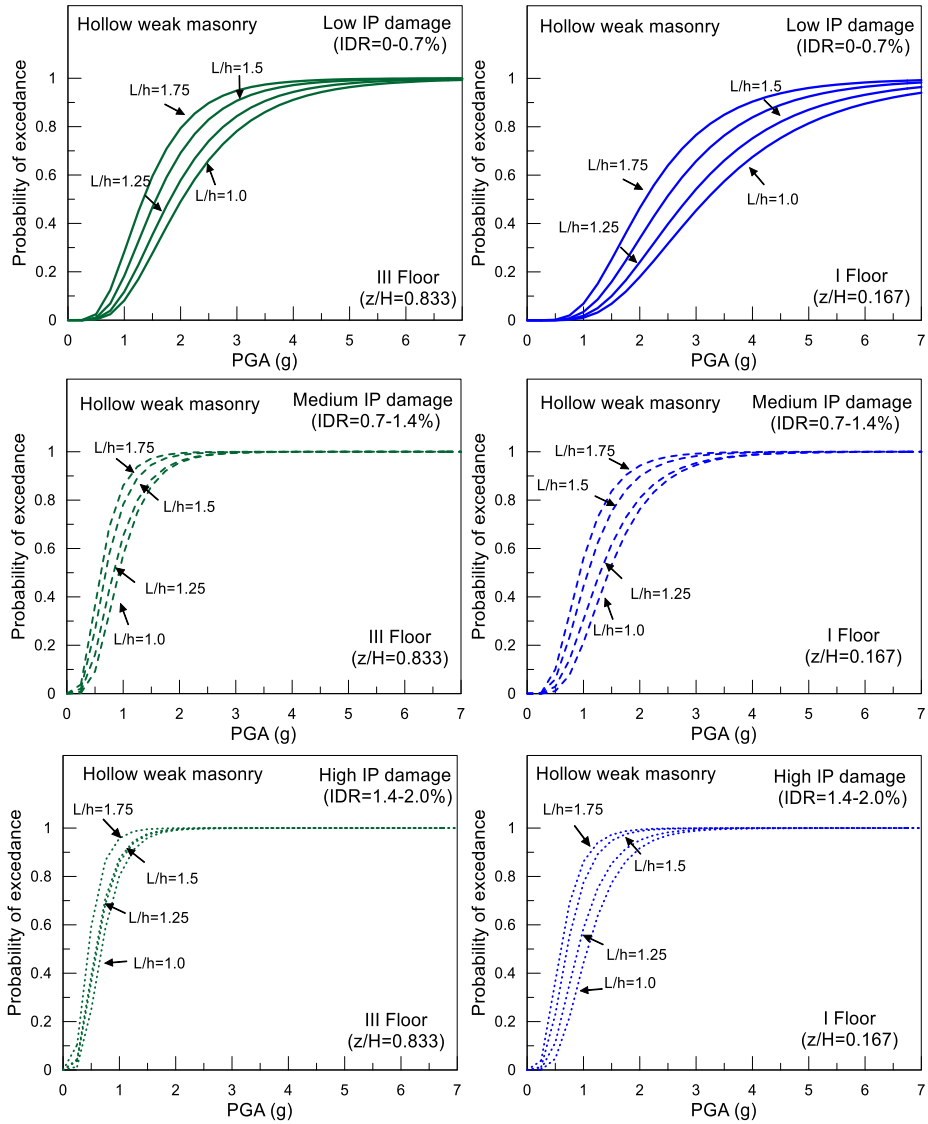 Hollow weak masonry
Low IP damage
(IDR=0-0.7%)
L/h=1.5
L/h=1.75
L/h=1.25
L/h=1.0
III Floor
(z/H=0.833)
Probability of excedance
0
0.2
0.4
0.6
0.8
1
0 1 2 3 4 5 6 7
PGA (g)
Hollow weak masonry
Low IP damage
(IDR=0-0.7%)
L/h=1.5
L/h=1.75
L/h=1.25
L/h=1.0
I Floor
(z/H=0.167)
Probability of excedance
0
0.2
0.4
0.6
0.8
1
0 1 2 3 4 5 6 7
PGA (g)
Hollow weak masonry
Medium IP damage
(IDR=0.7-1.4%)
L/h=1.75
L/h=1.5
L/h=1.25
L/h=1.0
III Floor
(z/H=0.833)
Probability of excedance
0
0.2
0.4
0.6
0.8
1
0 1 2 3 4 5 6 7
PGA (g)
Hollow weak masonry
Medium IP damage
(IDR=0.7-1.4%)
L/h=1.75
L/h=1.5
L/h=1.25
L/h=1.0
I Floor
(z/H=0.167)
Probability of excedance
0
0.2
0.4
0.6
0.8
1
0 1 2 3 4 5 6 7
PGA (g)
Hollow weak masonry
High IP damage
(IDR=1.4-2.0%)
L/h=1.75
L/h=1.5
L/h=1.25
L/h=1.0
III Floor
(z/H=0.833)
Probability of excedance
0
0.2
0.4
0.6
0.8
1
0 1 2 3 4 5 6 7
PGA (g)
Hollow weak masonry
High IP damage
(IDR=1.4-2.0%)
L/h=1.75
L/h=1.5
L/h=1.25
L/h=1.0
I Floor
(z/H=0.167)
Probability of excedance
0
0.2
0.4
0.6
0.8
1
0 1 2 3 4 5 6 7
PGA (g)